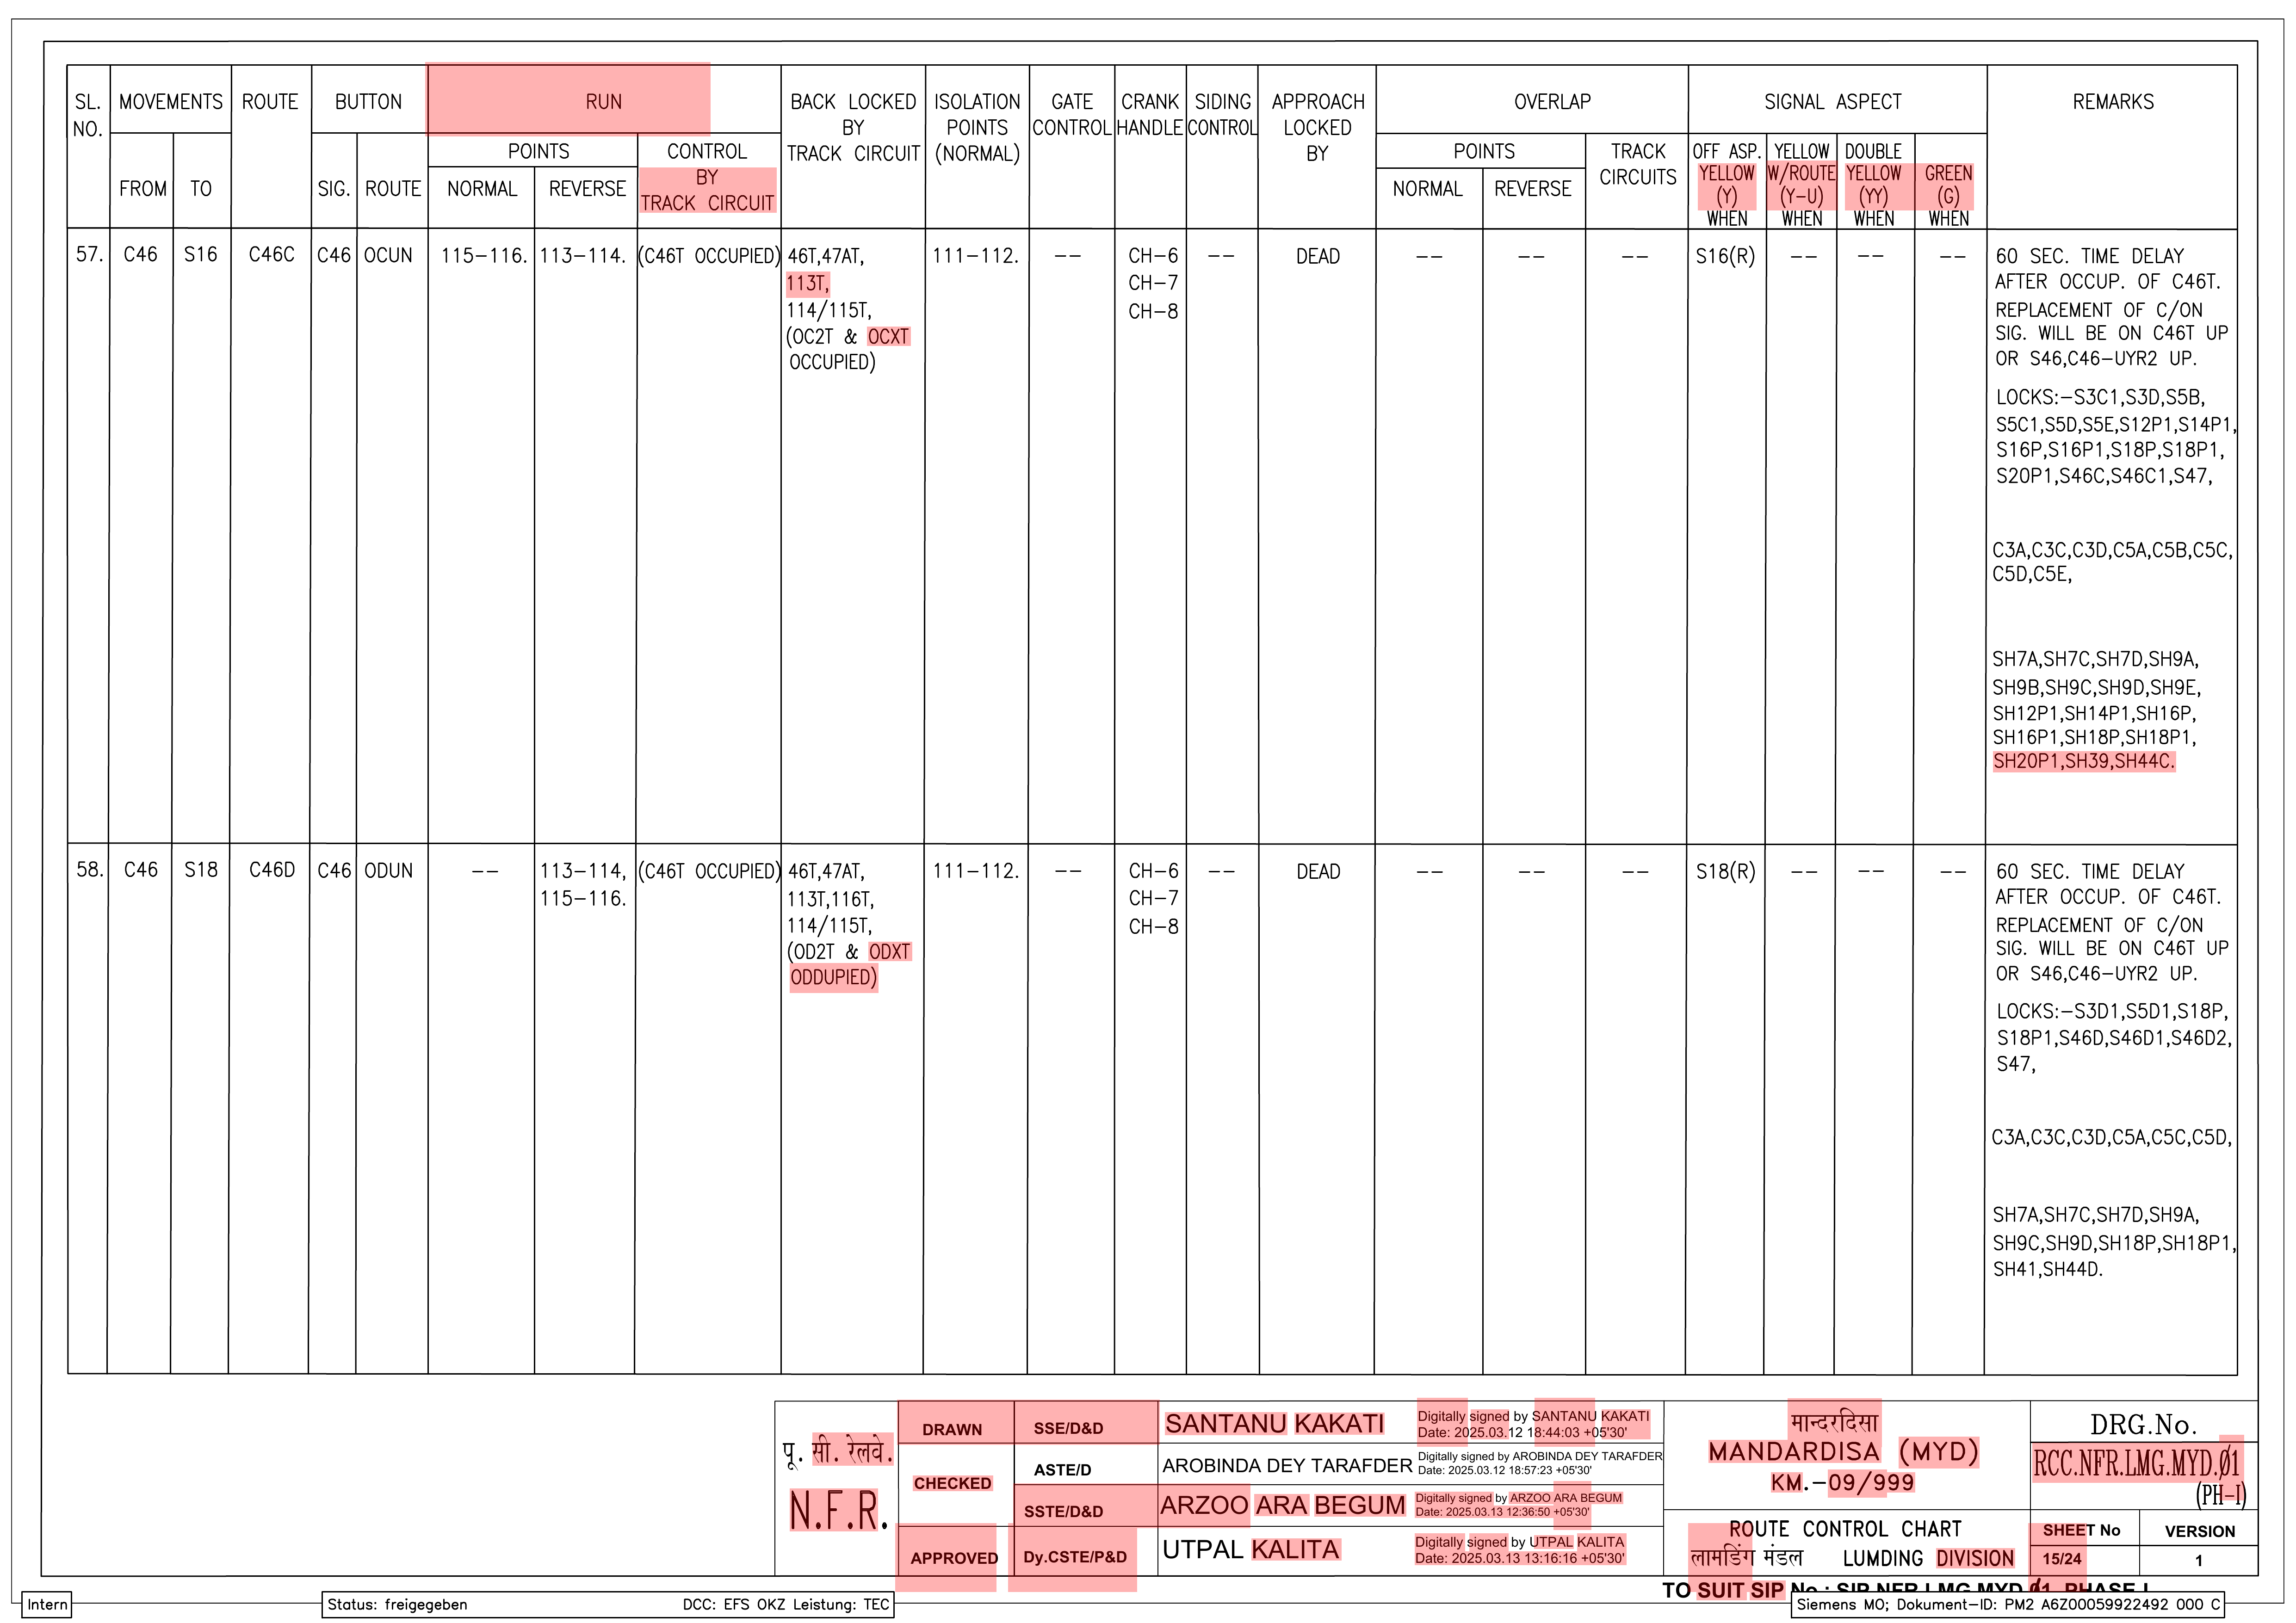 SL. NO.
MOVEMENTS
FROM
TO
ROUTE
BUTTON
SIG.
ROUTE
RUN
POINTS
NORMAL
REVERSE
CONTROL
BY
TRACK CIRCUIT
BACK LOCKED
BY
TRACK CIRCUIT
ISOLATION
POINTS
(NORMAL)
GATE
CONTROL
CRANK
HANDLE
SIDING
CONTROL
APPROACH
LOCKED
BY
OVERLAP
POINTS
NORMAL
REVERSE
TRACK
CIRCUITS
SIGNAL ASPECT
OFF ASP.
YELLOW
(Y)
WHEN
YELLOW
W/ROUTE
(Y-U)
WHEN
DOUBLE
YELLOW
(YY)
WHEN
GREEN
(G)
WHEN
REMARKS
57.
C46
S16
C46C
C46
OCUN
115-116.
113-114.
(C46T OCCUPIED)
46T,47AT,
113T,
114/115T,
(OC2T & OCXT
OCCUPIED)
111-112.
--
CH-6
CH-7
CH-8
--
DEAD
--
--
--
S16(R)
--
--
--
60 SEC. TIME DELAY
AFTER OCCUP. OF C46T.
REPLACEMENT OF C/ON
SIG. WILL BE ON C46T UP
OR S46,C46-UYR2 UP.
LOCKS:-S3C1,S3D,S5B,
S5C1,S5D,S5E,S12P1,S14P1,
S16P,S16P1,S18P,S18P1,
S20P1,S46C,S46C1,S47,
C3A,C3C,C3D,C5A,C5B,C5C,
C5D,C5E,
SH7A,SH7C,SH7D,SH9A,
SH9B,SH9C,SH9D,SH9E,
SH12P1,SH14P1,SH16P,
SH16P1,SH18P,SH18P1,
SH20P1,SH39,SH44C.
58.
C46
S18
C46D
C46
ODUN
--
113-114,
115-116.
(C46T OCCUPIED)
46T,47AT,
113T,116T,
114/115T,
(OD2T & ODXT
ODDUPIED)
111-112.
--
CH-6
CH-7
CH-8
--
DEAD
--
--
--
S18(R)
--
--
--
60 SEC. TIME DELAY
AFTER OCCUP. OF C46T.
REPLACEMENT OF C/ON
SIG. WILL BE ON C46T UP
OR S46,C46-UYR2 UP.
LOCKS:-S3D1,S5D1,S18P,
S18P1,S46D,S46D1,S46D2,
S47,
C3A,C3C,C3D,C5A,C5C,C5D,
SH7A,SH7C,SH7D,SH9A,
SH9C,SH9D,SH18P,SH18P1,
SH41,SH44D.
पू. सी. रेलवे.
N.F.R.
DRAWN
SSE/D&D
SANTANU KAKATI
Digitally signed by SANTANU KAKATI
Date: 2025.03.12 18:44:03 +05'30'
CHECKED
ASTE/D
AROBINDA DEY TARAFDER
Digitally signed by AROBINDA DEY TARAFDER
Date: 2025.03.12 18:57:23 +05'30'
SSTE/D&D
ARZOO ARA BEGUM
Digitally signed by ARZOO ARA BEGUM
Date: 2025.03.13 12:36:50 +05'30'
APPROVED
Dy.CSTE/P&D
UTPAL KALITA
Digitally signed by UTPAL KALITA
Date: 2025.03.13 13:16:16 +05'30'
मान्दरदिसा
MANDARDISA (MYD)
KM.-09/999
ROUTE CONTROL CHART
लामडिंग मंडल LUMDING DIVISION
DRG.No.
RCC.NFR.LMG.MYD.Ø1
(PH-I)
SHEET No
VERSION
15/24
1
TO SUIT SIP No.: SIP.NFR.LMG.MYD.Ø1, PHASE-I
Intern
Status: freigegeben
DCC: EFS OKZ Leistung: TEC
Siemens MO; Dokument-ID: PM2 A6Z00059922492 000 C